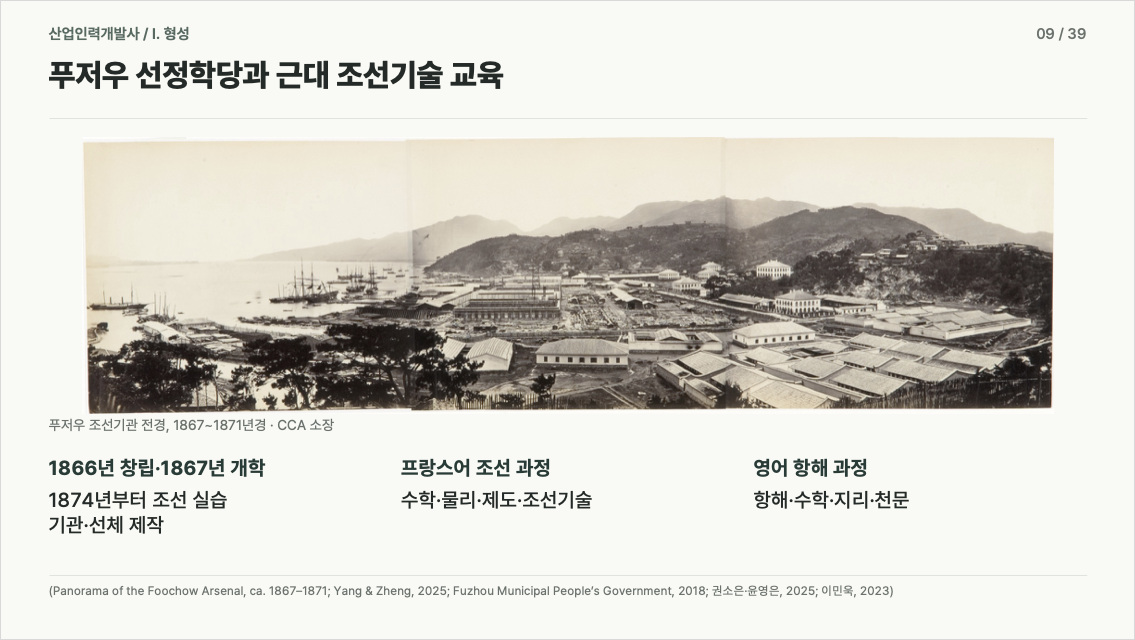 산업인력개발사 / I. 형성
09 / 39
푸저우 선정학당과 근대 조선기술 교육
푸저우 조선기관 전경, 1867~1871년경 · CCA 소장
1866년 창립·1867년 개학
1874년부터 조선 실습
기관·선체 제작
프랑스어 조선 과정
수학·물리·제도·조선기술
영어 항해 과정
항해·수학·지리·천문
(Panorama of the Foochow Arsenal, ca. 1867–1871; Yang & Zheng, 2025; Fuzhou Municipal People’s Government, 2018; 권소은·윤영은, 2025; 이민욱, 2023)